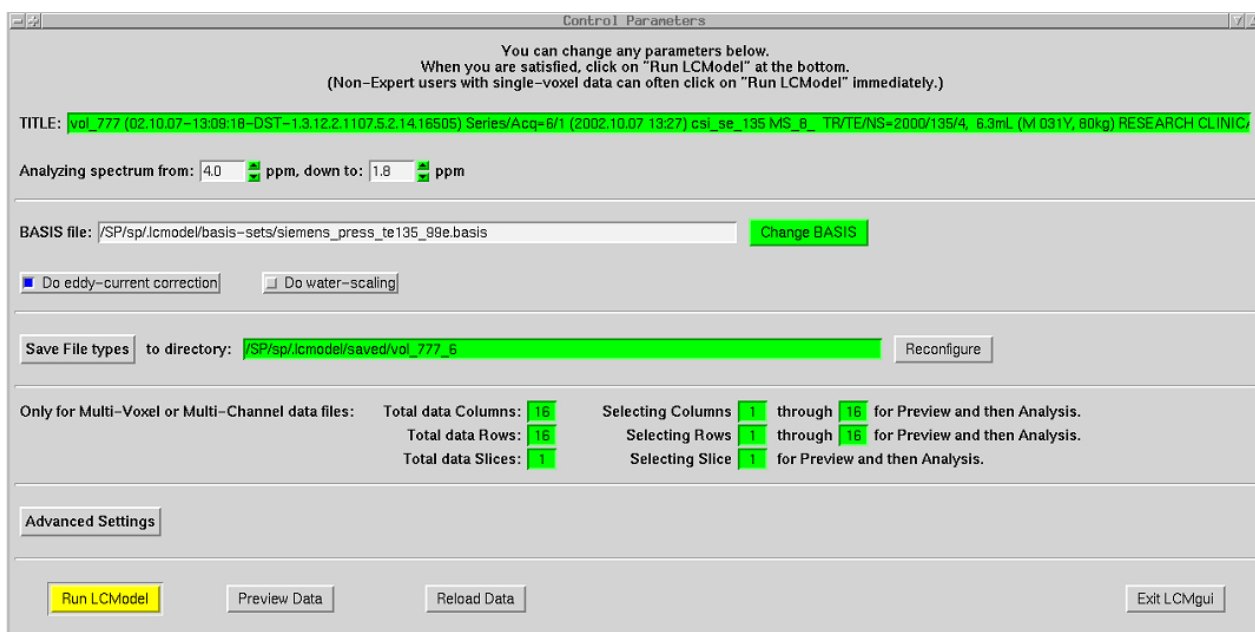 Control Parameters
You can change any parameters below.
When you are satisfied, click on "Run LCModel" at the bottom.
(Non-Expert users with single-voxel data can often click on "Run LCModel" immediately.)
TITLE: vol_777 (02.10.07-13:09:18-DST-1.3.12.2.1107.5.2.14.16505) Series/Acq=6/1 (2002.10.07 13:27) csi_se_135 MS_8_ TR/TE/NS=2000/135/4, 6.3mL (M 031Y, 80kg) RESEARCH CLINICA
Analyzing spectrum from: 4.0 ppm, down to: 1.8 ppm
BASIS file: /SP/sp/.lcmodel/basis-sets/siemens_press_te135_99e.basis Change BASIS
Do eddy-current correction Do water-scaling
Save File types to directory: /SP/sp/.lcmodel/saved/vol_777_6 Reconfigure
Only for Multi-Voxel or Multi-Channel data files: Total data Columns: 16 Selecting Columns 1 through 16 for Preview and then Analysis.
Total data Rows: 16 Selecting Rows 1 through 16 for Preview and then Analysis.
Total data Slices: 1 Selecting Slice 1 for Preview and then Analysis.
Advanced Settings
Run LCModel Preview Data Reload Data Exit LCMgui